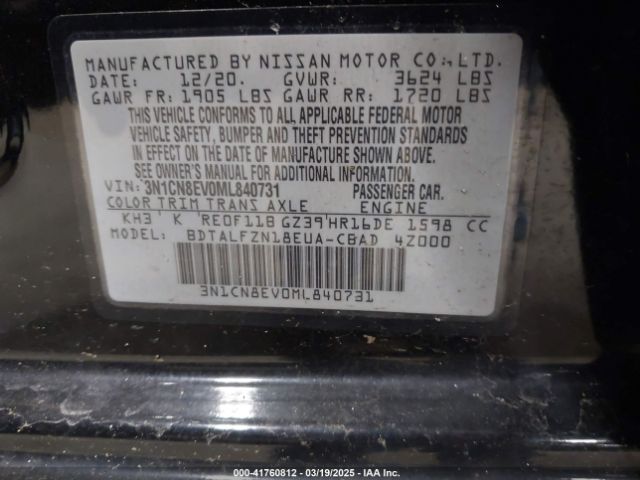 MANUFACTURED BY NISSAN MOTOR CO., LTD.
DATE: 12/20. GVWR: 3624 LBS
GAWR FR: 1905 LBS GAWR RR: 1720 LBS
THIS VEHICLE CONFORMS TO ALL APPLICABLE FEDERAL MOTOR
VEHICLE SAFETY, BUMPER AND THEFT PREVENTION STANDARDS
IN EFFECT ON THE DATE OF MANUFACTURE SHOWN ABOVE.
SEE OWNER'S MANUAL FOR ADDITIONAL INFORMATION.
VIN: 3N1CN8EV0ML840731 PASSENGER CAR.
COLOR TRIM TRANS AXLE ENGINE
KH3 K RE0F11B GZ39 HR16DE 1598 CC
BDTALFZN18EUA-CBAD 4Z000
3N1CN8EV0ML840731
000-41760812 — 03/19/2025 — IAA Inc.